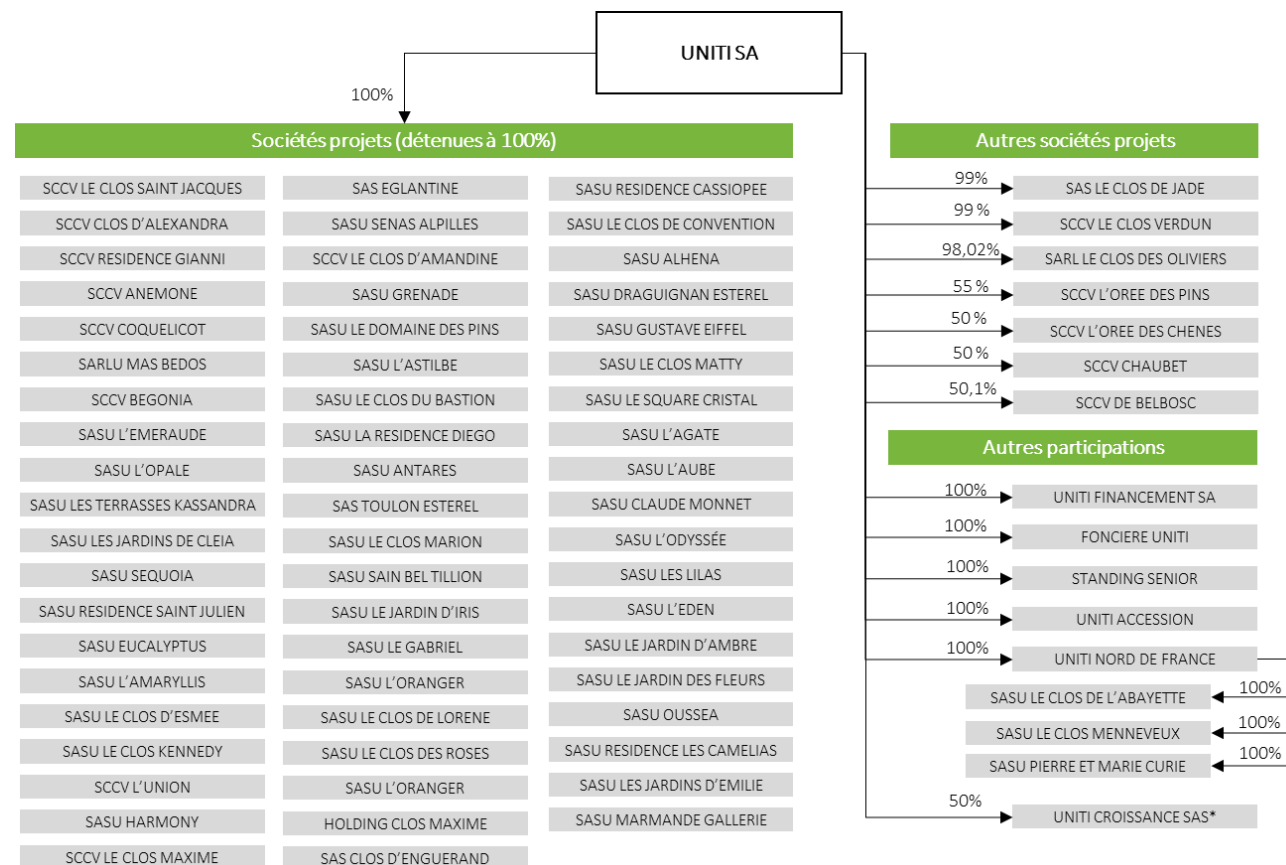 UNITI SA
100%
Sociétés projets (détenues à 100%)
SCCV LE CLOS SAINT JACQUES
SCCV CLOS D'ALEXANDRA
SCCV RESIDENCE GIANNI
SCCV ANEMONE
SCCV COQUELICOT
SARLU MAS BEDOS
SCCV BEGONIA
SASU L'EMERAUDE
SASU L'OPALE
SASU LES TERRASSES KASSANDRA
SASU LES JARDINS DE CLEIA
SASU SEQUOIA
SASU RESIDENCE SAINT JULIEN
SASU EUCALYPTUS
SASU L'AMARYLLIS
SASU LE CLOS D'ESMEE
SASU LE CLOS KENNEDY
SCCV L'UNION
SASU HARMONY
SCCV LE CLOS MAXIME
SAS EGLANTINE
SASU SENAS ALPILLES
SCCV LE CLOS D'AMANDINE
SASU GRENADE
SASU LE DOMAINE DES PINS
SASU L'ASTILBE
SASU LE CLOS DU BASTION
SASU LA RESIDENCE DIEGO
SASU ANTARES
SAS TOULON ESTEREL
SASU LE CLOS MARION
SASU SAIN BEL TILLION
SASU LE JARDIN D'IRIS
SASU LE GABRIEL
SASU L'ORANGER
SASU LE CLOS DE LORENE
SASU LE CLOS DES ROSES
SASU L'ORANGER
HOLDING CLOS MAXIME
SAS CLOS D'ENGUERAND
SASU RESIDENCE CASSIOPEE
SASU LE CLOS DE CONVENTION
SASU ALHENA
SASU DRAGUIGNAN ESTEREL
SASU GUSTAVE EIFFEL
SASU LE CLOS MATTY
SASU LE SQUARE CRISTAL
SASU L'AGATE
SASU L'AUBE
SASU CLAUDE MONNET
SASU L'ODYSSÉE
SASU LES LILAS
SASU L'EDEN
SASU LE JARDIN D'AMBRE
SASU LE JARDIN DES FLEURS
SASU OUSSEA
SASU RESIDENCE LES CAMELIAS
SASU LES JARDINS D'EMILIE
SASU MARMANDE GALLERIE
Autres sociétés projets
99% SAS LE CLOS DE JADE
99 % SCCV LE CLOS VERDUN
98,02% SARL LE CLOS DES OLIVIERS
55 % SCCV L'OREE DES PINS
50 % SCCV L'OREE DES CHENES
50 % SCCV CHAUBET
50,1% SCCV DE BELBOSC
Autres participations
100% UNITI FINANCEMENT SA
100% FONCIERE UNITI
100% STANDING SENIOR
100% UNITI ACCESSION
100% UNITI NORD DE FRANCE
SASU LE CLOS DE L'ABAYETTE 100%
SASU LE CLOS MENNEVEUX 100%
SASU PIERRE ET MARIE CURIE 100%
50% UNITI CROISSANCE SAS*